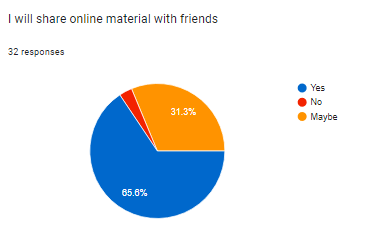 I will share online material with friends
32 responses
Yes
No
Maybe
31.3%
65.6%